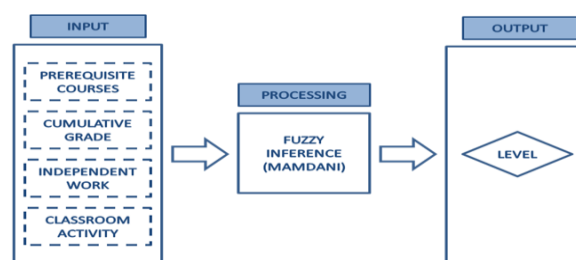 INPUT
PREREQUISITE
COURSES
CUMULATIVE
GRADE
INDEPENDENT
WORK
CLASSROOM
ACTIVITY
PROCESSING
FUZZY
INFERENCE
(MAMDANI)
OUTPUT
LEVEL